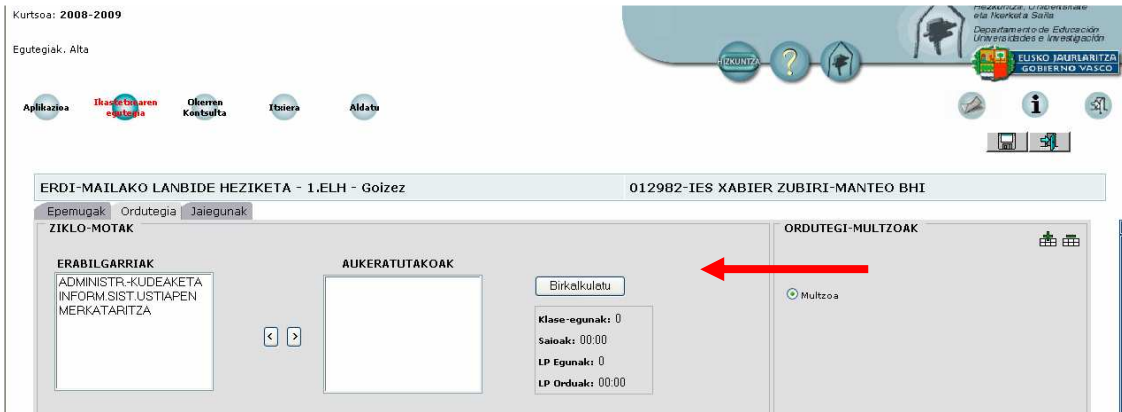 Kurtsoa: 2008-2009
Hezkuntza, Unibertsitate
eta Ikerketa Saila
Departamento de Educación
Universidades e Investigación
EUSKO JAURLARITZA
GOBIERNO VASCO
Egutegiak. Alta
HIZKUNTZA
?
Aplikazioa
Ikastetxearen
egutegia
Okerren
Kontsulta
Itxiera
Aldatu
i
ERDI-MAILAKO LANBIDE HEZIKETA - 1.ELH - Goizez
012982-IES XABIER ZUBIRI-MANTEO BHI
Epemugak Ordutegia Jaiegunak
ZIKLO-MOTAK
ORDUTEGI-MULTZOAK
ERABILGARRIAK
AUKERATUTAKOAK
ADMINISTR.-KUDEAKETA
INFORM.SIST.USTIAPEN
MERKATARITZA
< >
Birkalkulatu
Klase-egunak: 0
Saioak: 00:00
LP Egunak: 0
LP Orduak: 00:00
Multzoa